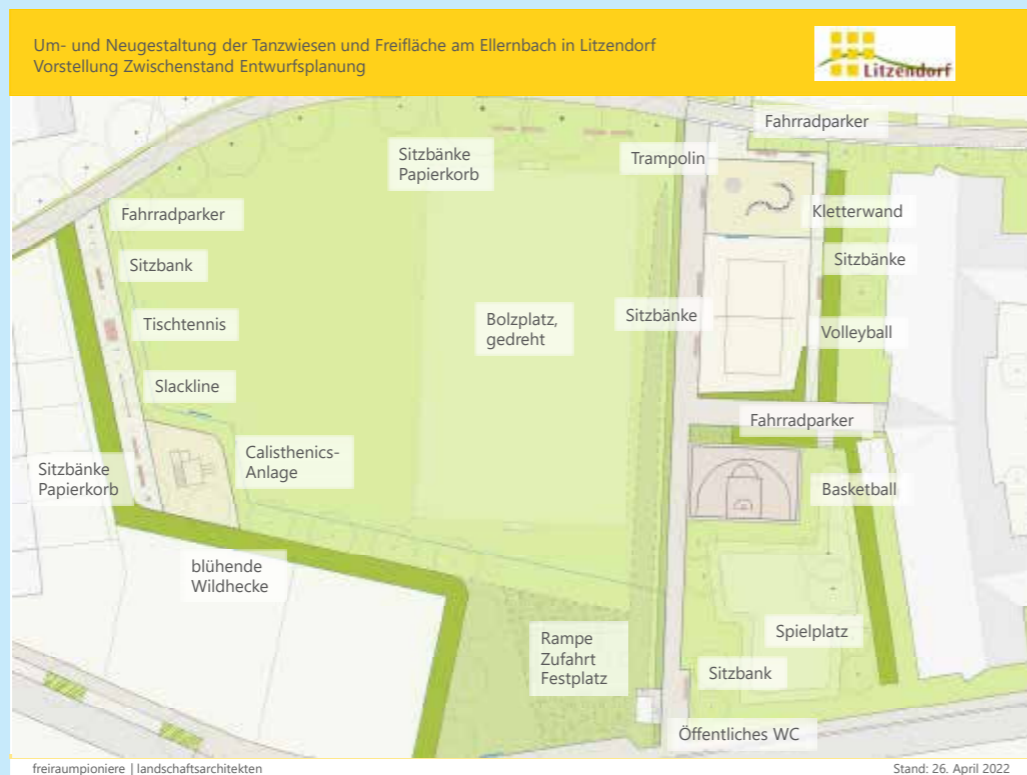 Um- und Neugestaltung der Tanzwiesen und Freifläche am Ellernbach in Litzendorf
Vorstellung Zwischenstand Entwurfsplanung
Litzendorf
Fahrradparker
Sitzbänke
Papierkorb
Trampolin
Fahrradparker
Kletterwand
Sitzbank
Sitzbänke
Tischtennis
Bolzplatz,
gedreht
Sitzbänke
Volleyball
Slackline
Fahrradparker
Calisthenics-
Anlage
Sitzbänke
Papierkorb
Basketball
blühende
Wildhecke
Rampe
Zufahrt
Festplatz
Spielplatz
Sitzbank
Öffentliches WC
freiraumpioniere | landschaftsarchitekten
Stand: 26. April 2022